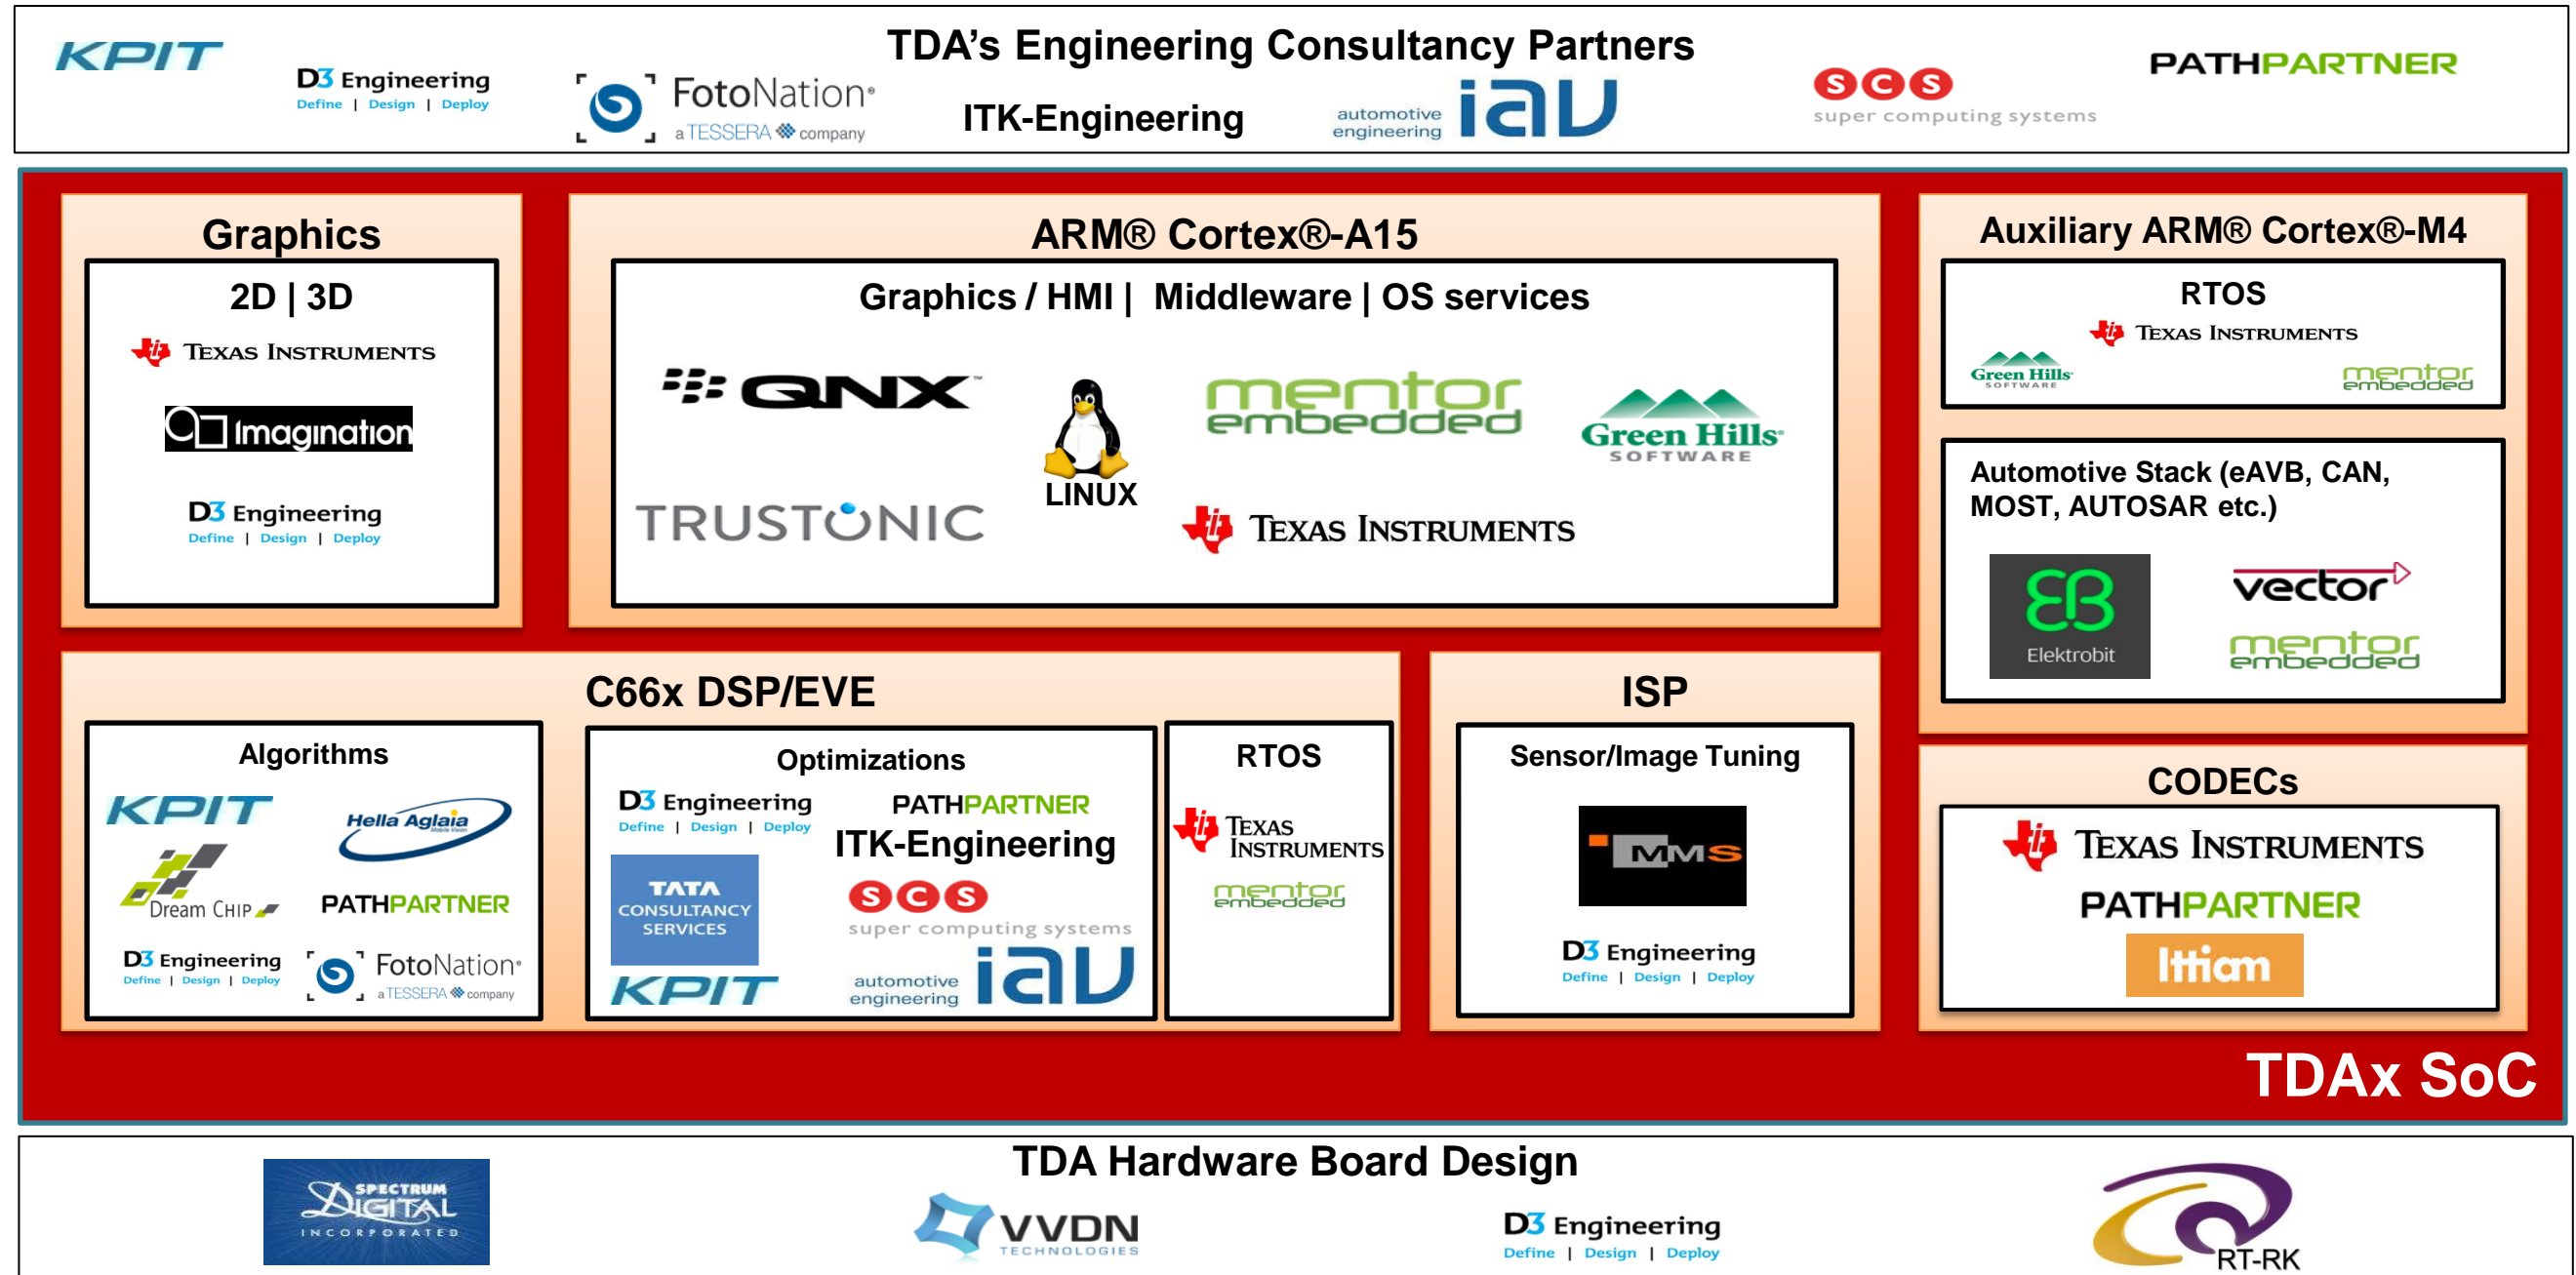 TDA's Engineering Consultancy Partners
KPIT
D3 Engineering
Define | Design | Deploy
FotoNation®
a TESSERA company
ITK-Engineering
automotive
engineering
iav
SCS
super computing systems
PATHPARTNER
Graphics
2D | 3D
TEXAS INSTRUMENTS
Imagination
D3 Engineering
Define | Design | Deploy
ARM® Cortex®-A15
Graphics / HMI | Middleware | OS services
QNX™
LINUX
mentor
embedded
Green Hills®
SOFTWARE
TRUSTONIC
TEXAS INSTRUMENTS
Auxiliary ARM® Cortex®-M4
RTOS
TEXAS INSTRUMENTS
Green Hills
SOFTWARE
mentor
embedded
Automotive Stack (eAVB, CAN,
MOST, AUTOSAR etc.)
EB
Elektrobit
vector
mentor
embedded
C66x DSP/EVE
Algorithms
KPIT
Hella Aglaia
Mobile Vision
DREAM CHIP
PATHPARTNER
D3 Engineering
Define | Design | Deploy
FotoNation®
a TESSERA company
Optimizations
D3 Engineering
Define | Design | Deploy
PATHPARTNER
ITK-Engineering
TATA
CONSULTANCY
SERVICES
SCS
super computing systems
KPIT
automotive
engineering
iav
RTOS
TEXAS
INSTRUMENTS
mentor
embedded
ISP
Sensor/Image Tuning
MMS
D3 Engineering
Define | Design | Deploy
CODECs
TEXAS INSTRUMENTS
PATHPARTNER
Ittiam
TDAx SoC
TDA Hardware Board Design
SPECTRUM
DIGITAL
INCORPORATED
VVDN
TECHNOLOGIES
D3 Engineering
Define | Design | Deploy
RT-RK